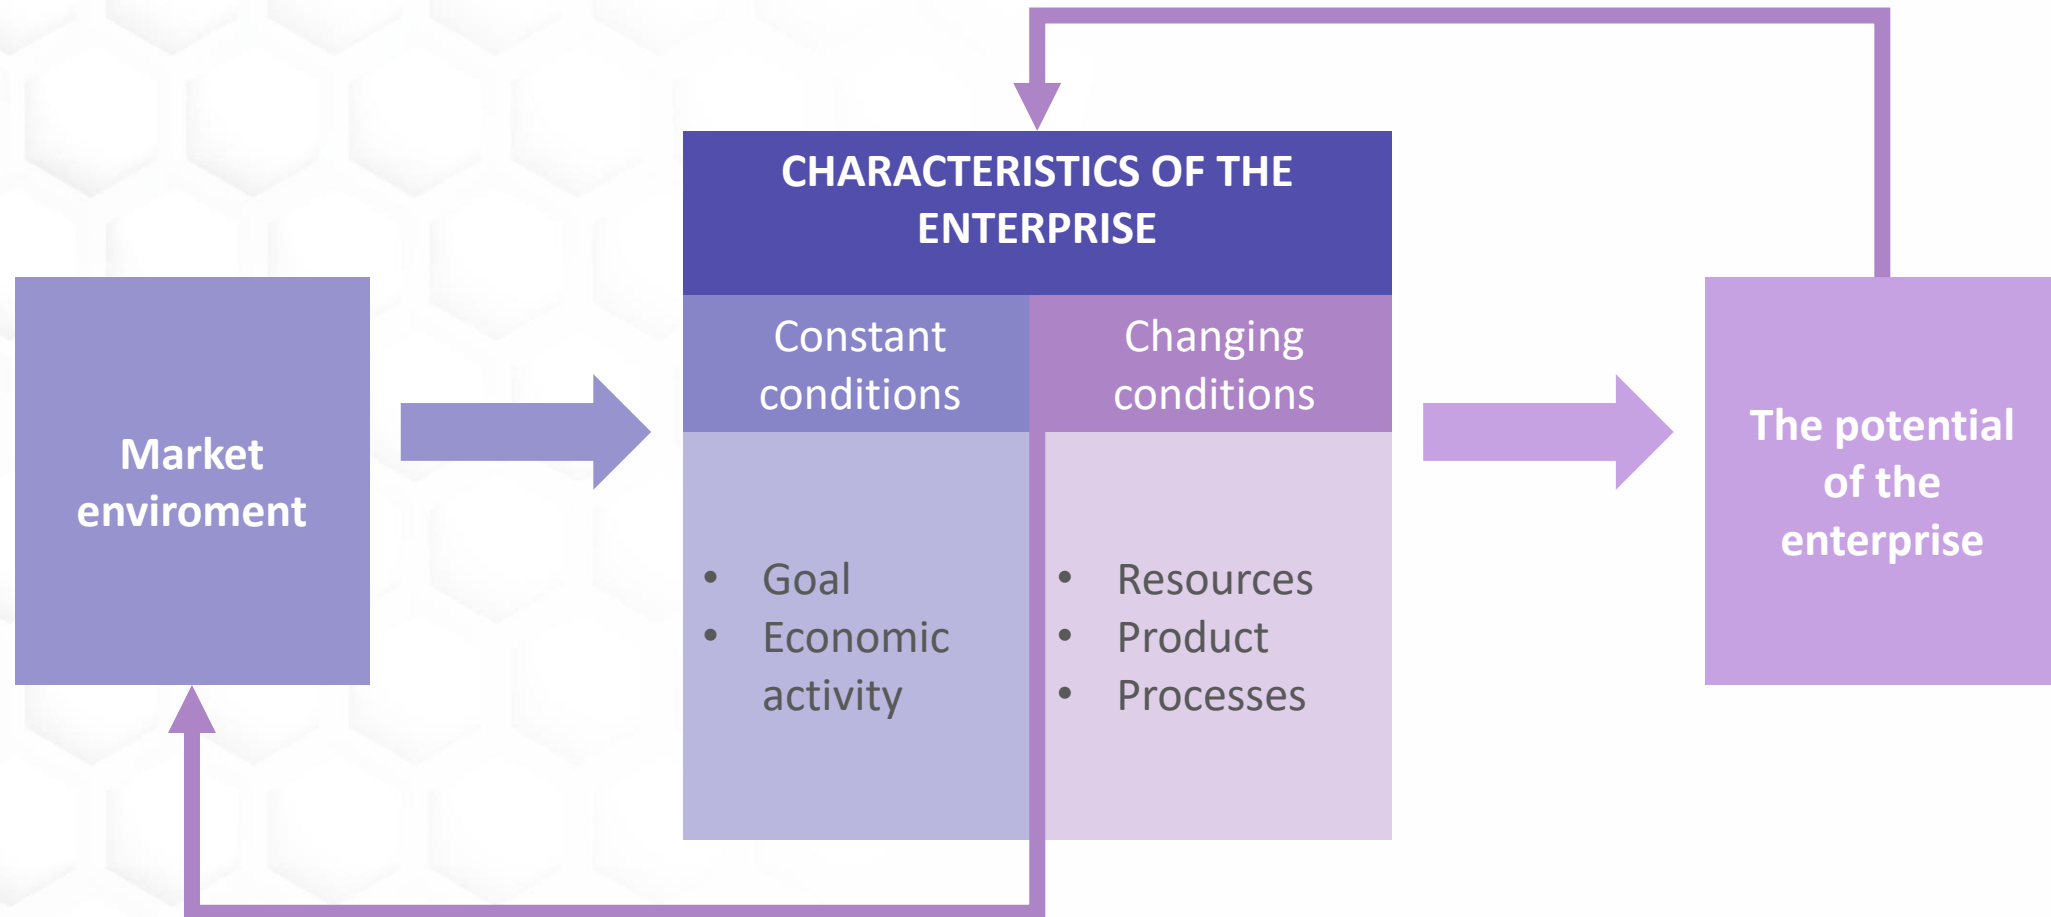 CHARACTERISTICS OF THE
ENTERPRISE
Market
enviroment
Constant
conditions
• Goal
• Economic
activity
Changing
conditions
• Resources
• Product
• Processes
The potential
of the
enterprise